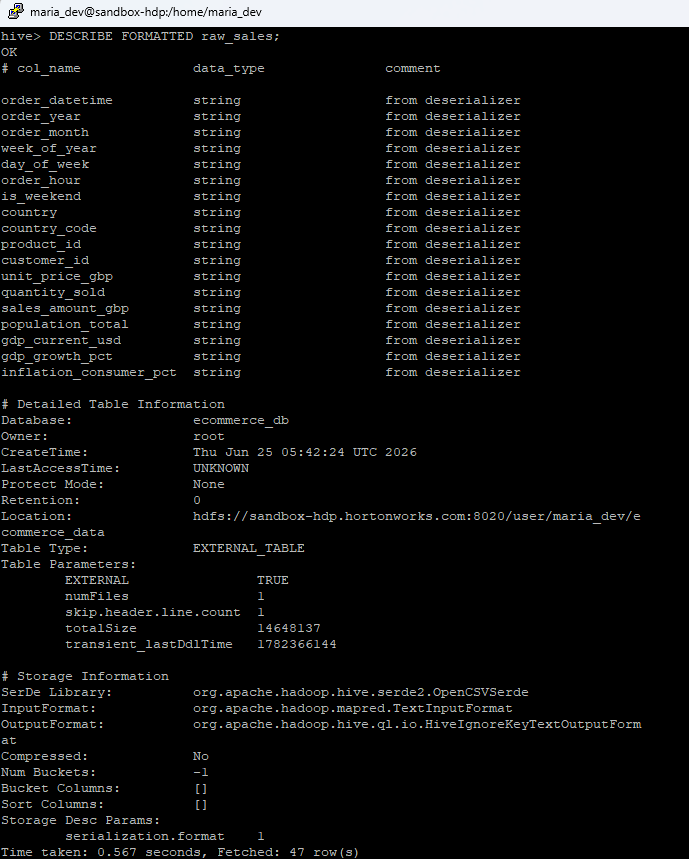 maria_dev@sandbox-hdp:/home/maria_dev
hive> DESCRIBE FORMATTED raw_sales;
OK
# col_name data_type comment
order_datetime string from deserializer
order_year string from deserializer
order_month string from deserializer
week_of_year string from deserializer
day_of_week string from deserializer
order_hour string from deserializer
is_weekend string from deserializer
country string from deserializer
country_code string from deserializer
product_id string from deserializer
customer_id string from deserializer
unit_price_gbp string from deserializer
quantity_sold string from deserializer
sales_amount_gbp string from deserializer
population_total string from deserializer
gdp_current_usd string from deserializer
gdp_growth_pct string from deserializer
inflation_consumer_pct string from deserializer
# Detailed Table Information
Database: ecommerce_db
Owner: root
CreateTime: Thu Jun 25 05:42:24 UTC 2026
LastAccessTime: UNKNOWN
Protect Mode: None
Retention: 0
Location: hdfs://sandbox-hdp.hortonworks.com:8020/user/maria_dev/e
commerce_data
Table Type: EXTERNAL_TABLE
Table Parameters:
EXTERNAL TRUE
numFiles 1
skip.header.line.count 1
totalSize 14648137
transient_lastDdlTime 1782366144
# Storage Information
SerDe Library: org.apache.hadoop.hive.serde2.OpenCSVSerde
InputFormat: org.apache.hadoop.mapred.TextInputFormat
OutputFormat: org.apache.hadoop.hive.ql.io.HiveIgnoreKeyTextOutputForm
at
Compressed: No
Num Buckets: -1
Bucket Columns: []
Sort Columns: []
Storage Desc Params:
serialization.format 1
Time taken: 0.567 seconds, Fetched: 47 row(s)